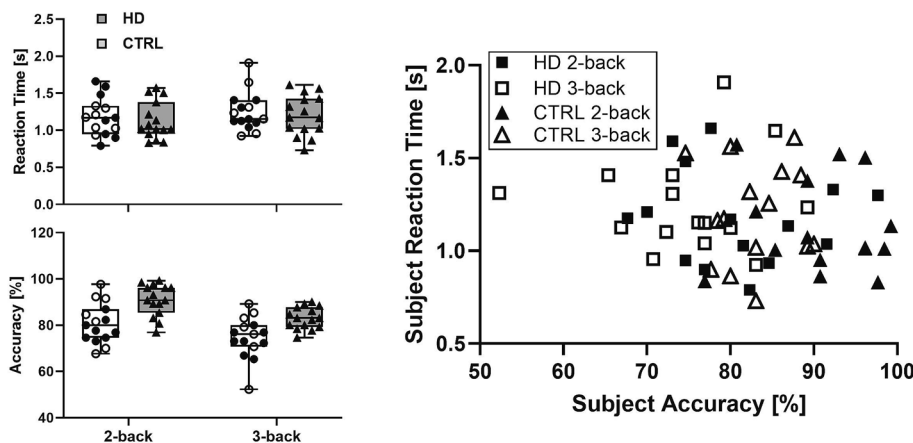 2.5
HD
CTRL
2.0
1.5
1.0
0.5
0.0
Reaction Time [s]
120
100
80
60
40
Accuracy [%]
2-back
3-back
HD 2-back
HD 3-back
CTRL 2-back
CTRL 3-back
2.0
1.5
1.0
0.5
Subject Reaction Time [s]
50
60
70
80
90
100
Subject Accuracy [%]